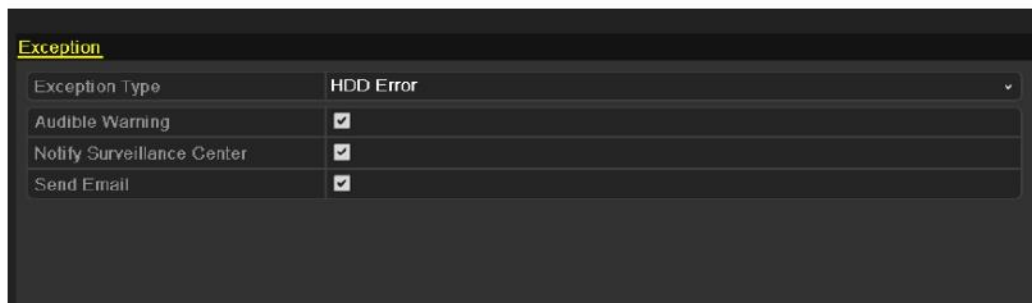 Exception
Exception Type HDD Error
Audible Warning
Notify Surveillance Center
Send Email